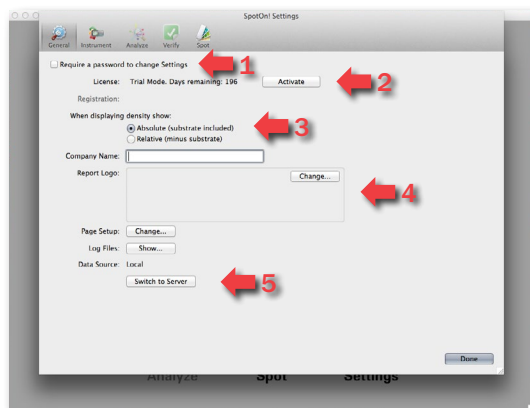 SpotOn! Settings
General Instrument Analyze Verify Spot
Require a password to change Settings
1
License: Trial Mode. Days remaining: 196 Activate
2
Registration:
When displaying density show:
Absolute (substrate included)
3
Relative (minus substrate)
Company Name:
Report Logo: Change...
4
Page Setup: Change...
Log Files: Show...
Data Source: Local
Switch to Server
5
Done
Analyze Spot Settings